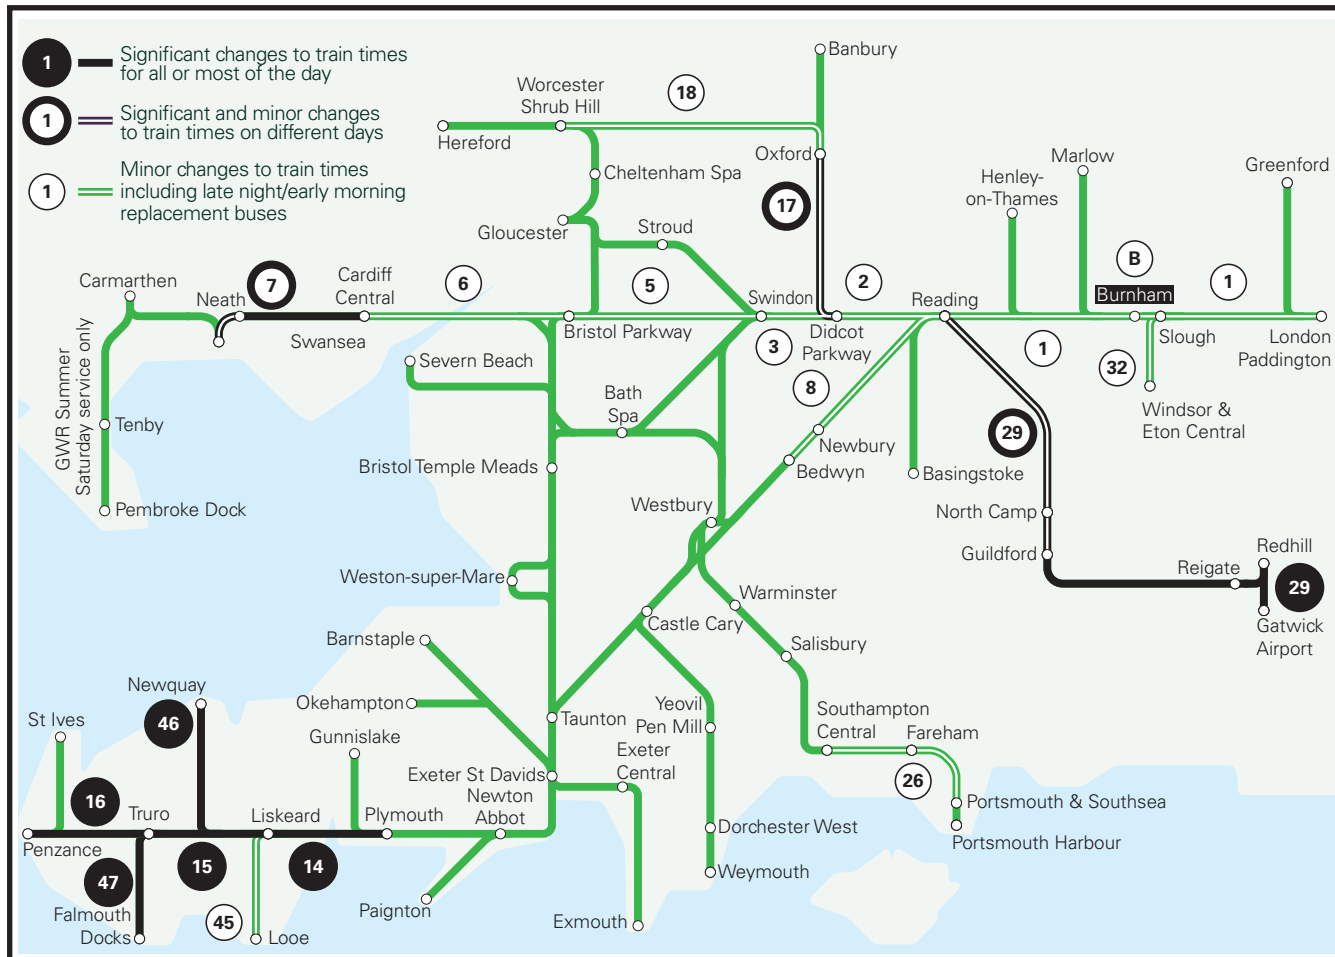 1 Significant changes to train times
for all or most of the day
1 Significant and minor changes
to train times on different days
1 Minor changes to train times
including late night/early morning
replacement buses
Banbury
Worcester
Shrub Hill
18
Hereford
Oxford
Cheltenham Spa
17
Gloucester
Stroud
Marlow
Henley-
on-Thames
Greenford
Carmarthen
Neath
7
Cardiff
Central
6
5
Swindon
2
Reading
B
Burnham
1
Swansea
Bristol Parkway
3
Didcot
Parkway
1
Slough
London
Paddington
32
Windsor &
Eton Central
GWR Summer
Saturday service only
Severn Beach
Bath
Spa
8
Newbury
Bedwyn
29
Basingstoke
Tenby
Bristol Temple Meads
Pembroke Dock
Westbury
North Camp
Guildford
Redhill
Reigate
29
Gatwick
Airport
Weston-super-Mare
Warminster
Castle Cary
Salisbury
Barnstaple
Okehampton
Taunton
Yeovil
Pen Mill
Southampton
Central
Fareham
26
Portsmouth & Southsea
Portsmouth Harbour
Newquay
46
St Ives
Gunnislake
Exeter St Davids
Exeter
Central
Newton
Abbot
16
Truro
Liskeard
Plymouth
Penzance
47
15
14
Dorchester West
Weymouth
Falmouth
Docks
45
Looe
Paignton
Exmouth